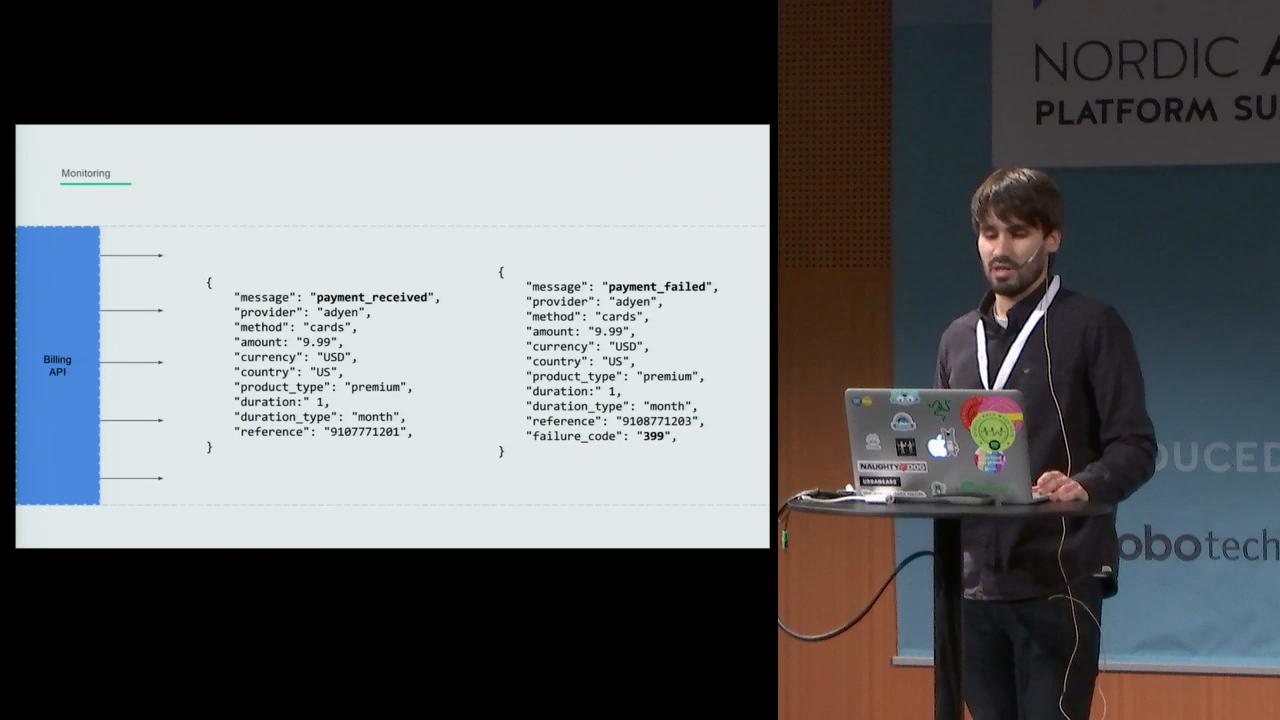 Monitoring
Billing
API
{
"message": "payment_received",
"provider": "adyen",
"method": "cards",
"amount: "9.99",
"currency": "USD",
"country": "US",
"product_type": "premium",
"duration:" 1,
"duration_type": "month",
"reference": "9107771201",
}
{
"message": "payment_failed",
"provider": "adyen",
"method": "cards",
"amount: "9.99",
"currency": "USD",
"country": "US",
"product_type": "premium",
"duration:" 1,
"duration_type": "month",
"reference": "9108771203",
"failure_code": "399",
}
NORDIC A
PLATFORM SU
DUCED
obotech
NAUGHTY DOG
URBANEARS